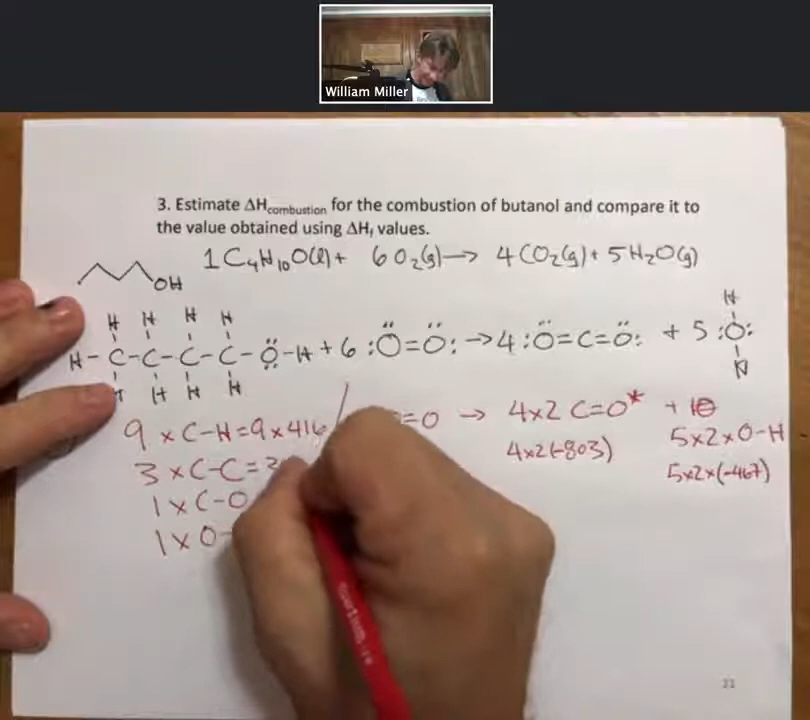 William Miller
3. Estimate ΔHcombustion for the combustion of butanol and compare it to
the value obtained using ΔHf values.
1C₄H₁₀O(l) + 6O₂(g) → 4CO₂(g) + 5H₂O(g)
OH
H H H H H
H-C-C-C-C-Ö-H + 6 :Ö=Ö: → 4 :Ö=C=Ö: + 5 :O:
H H H H H
9 × C-H = 9×416 =O → 4×2 C=O* + 10
3 × C-C = 4×2(-803) 5×2×O-H
1 × C-O 5×2×(-467)
1 × O-
21